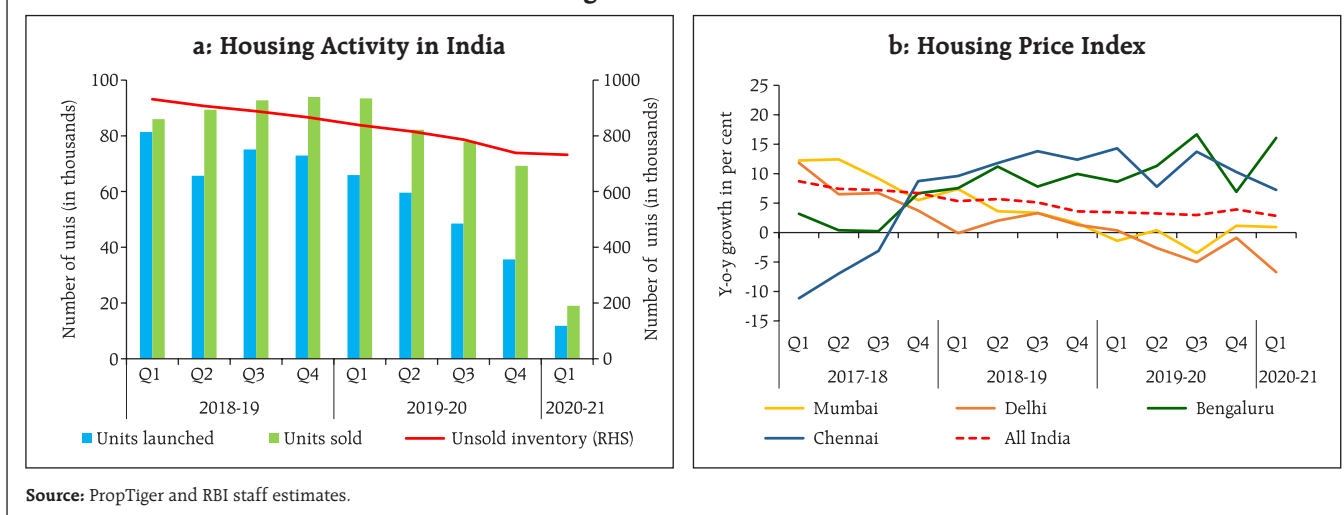 a: Housing Activity in India
Number of unis (in thousands)
100
80
60
40
20
0
1000
800
600
400
200
0
Number of unis (in thousands)
Q1 Q2 Q3 Q4 Q1 Q2 Q3 Q4 Q1
2018-19 2019-20 2020-21
Units launched Units sold Unsold inventory (RHS)
b: Housing Price Index
Y-o-y growth in per cent
25
20
15
10
5
0
-5
-10
-15
Q1 Q2 Q3 Q4 Q1 Q2 Q3 Q4 Q1 Q2 Q3 Q4 Q1
2017-18 2018-19 2019-20 2020-21
Mumbai Delhi Bengaluru
Chennai All India
Source: PropTiger and RBI staff estimates.